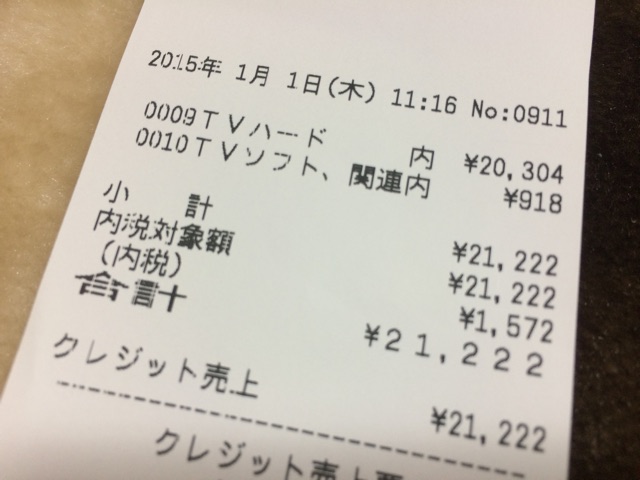 2015年 1月 1日(木) 11:16 No:0911
0009TVハード 内 ¥20,304
0010TVソフト、関連内 ¥918
小 計 ¥21,222
内税対象額 ¥21,222
(内税) ¥1,572
合計 ¥21,222
クレジット売上 ¥21,222
クレジット売上票